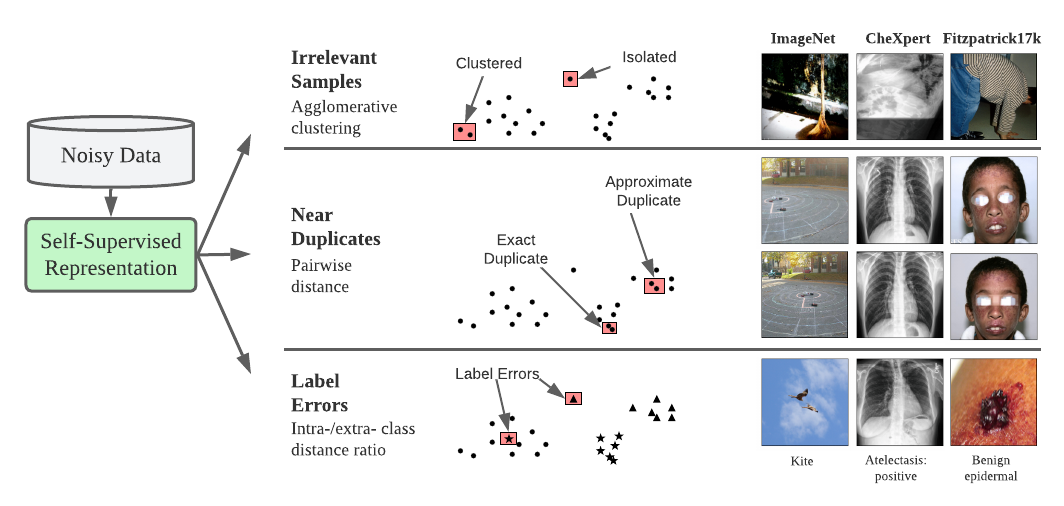 ImageNet CheXpert Fitzpatrick17k
Noisy Data
Self-Supervised
Representation
Irrelevant
Samples
Agglomerative
clustering
Clustered
Isolated
Near
Duplicates
Pairwise
distance
Exact
Duplicate
Approximate
Duplicate
Label
Errors
Intra-/extra- class
distance ratio
Label Errors
Kite
Atelectasis:
positive
Benign
epidermal